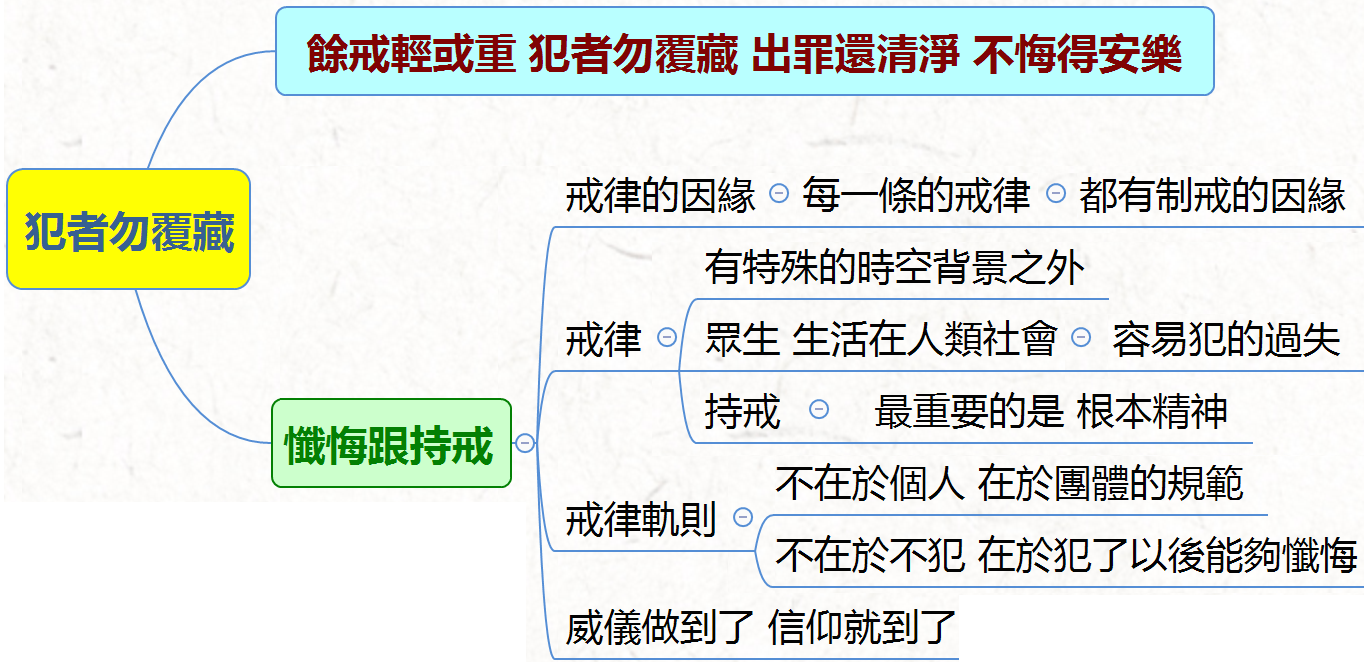 餘戒輕或重 犯者勿覆藏 出罪還清淨 不悔得安樂
犯者勿覆藏
懺悔跟持戒
戒律的因緣 每一條的戒律 都有制戒的因緣
戒律
有特殊的時空背景之外
眾生 生活在人類社會 容易犯的過失
持戒 最重要的是 根本精神
戒律軌則
不在於個人 在於團體的規範
不在於不犯 在於犯了以後能夠懺悔
威儀做到了 信仰就到了